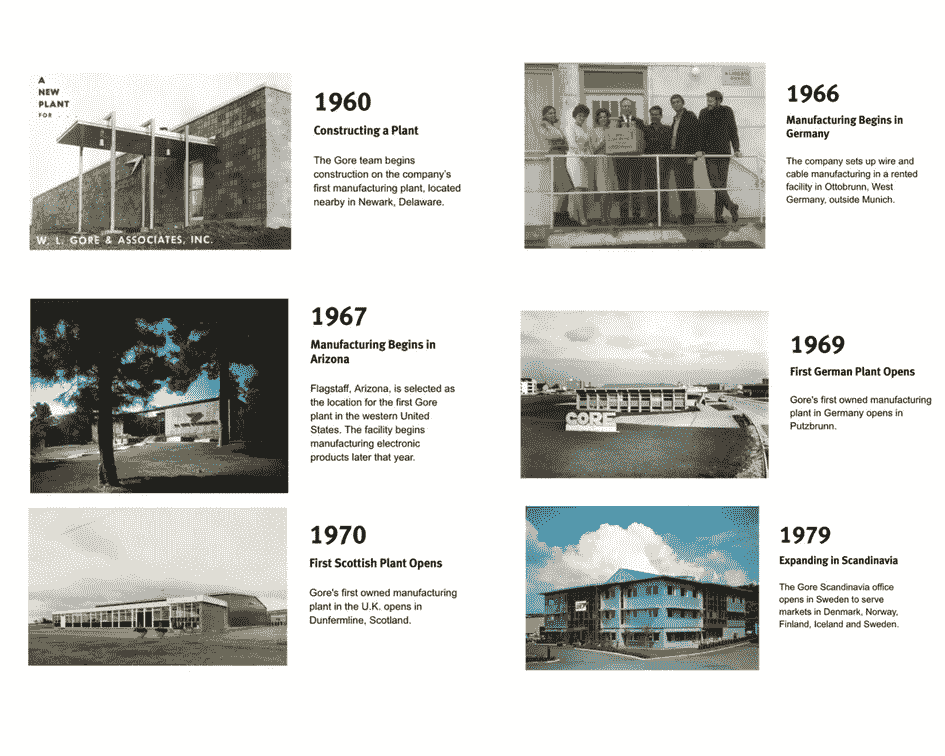 A
NEW
PLANT
FOR . . .
W. L. GORE & ASSOCIATES, INC.
1960
Constructing a Plant
The Gore team begins
construction on the company's
first manufacturing plant, located
nearby in Newark, Delaware.
1966
Manufacturing Begins in
Germany
The company sets up wire and
cable manufacturing in a rented
facility in Ottobrunn, West
Germany, outside Munich.
1967
Manufacturing Begins in
Arizona
Flagstaff, Arizona, is selected as
the location for the first Gore
plant in the western United
States. The facility begins
manufacturing electronic
products later that year.
GORE
1969
First German Plant Opens
Gore's first owned manufacturing
plant in Germany opens in
Putzbrunn.
1970
First Scottish Plant Opens
Gore's first owned manufacturing
plant in the U.K. opens in
Dunfermline, Scotland.
1979
Expanding in Scandinavia
The Gore Scandinavia office
opens in Sweden to serve
markets in Denmark, Norway,
Finland, Iceland and Sweden.